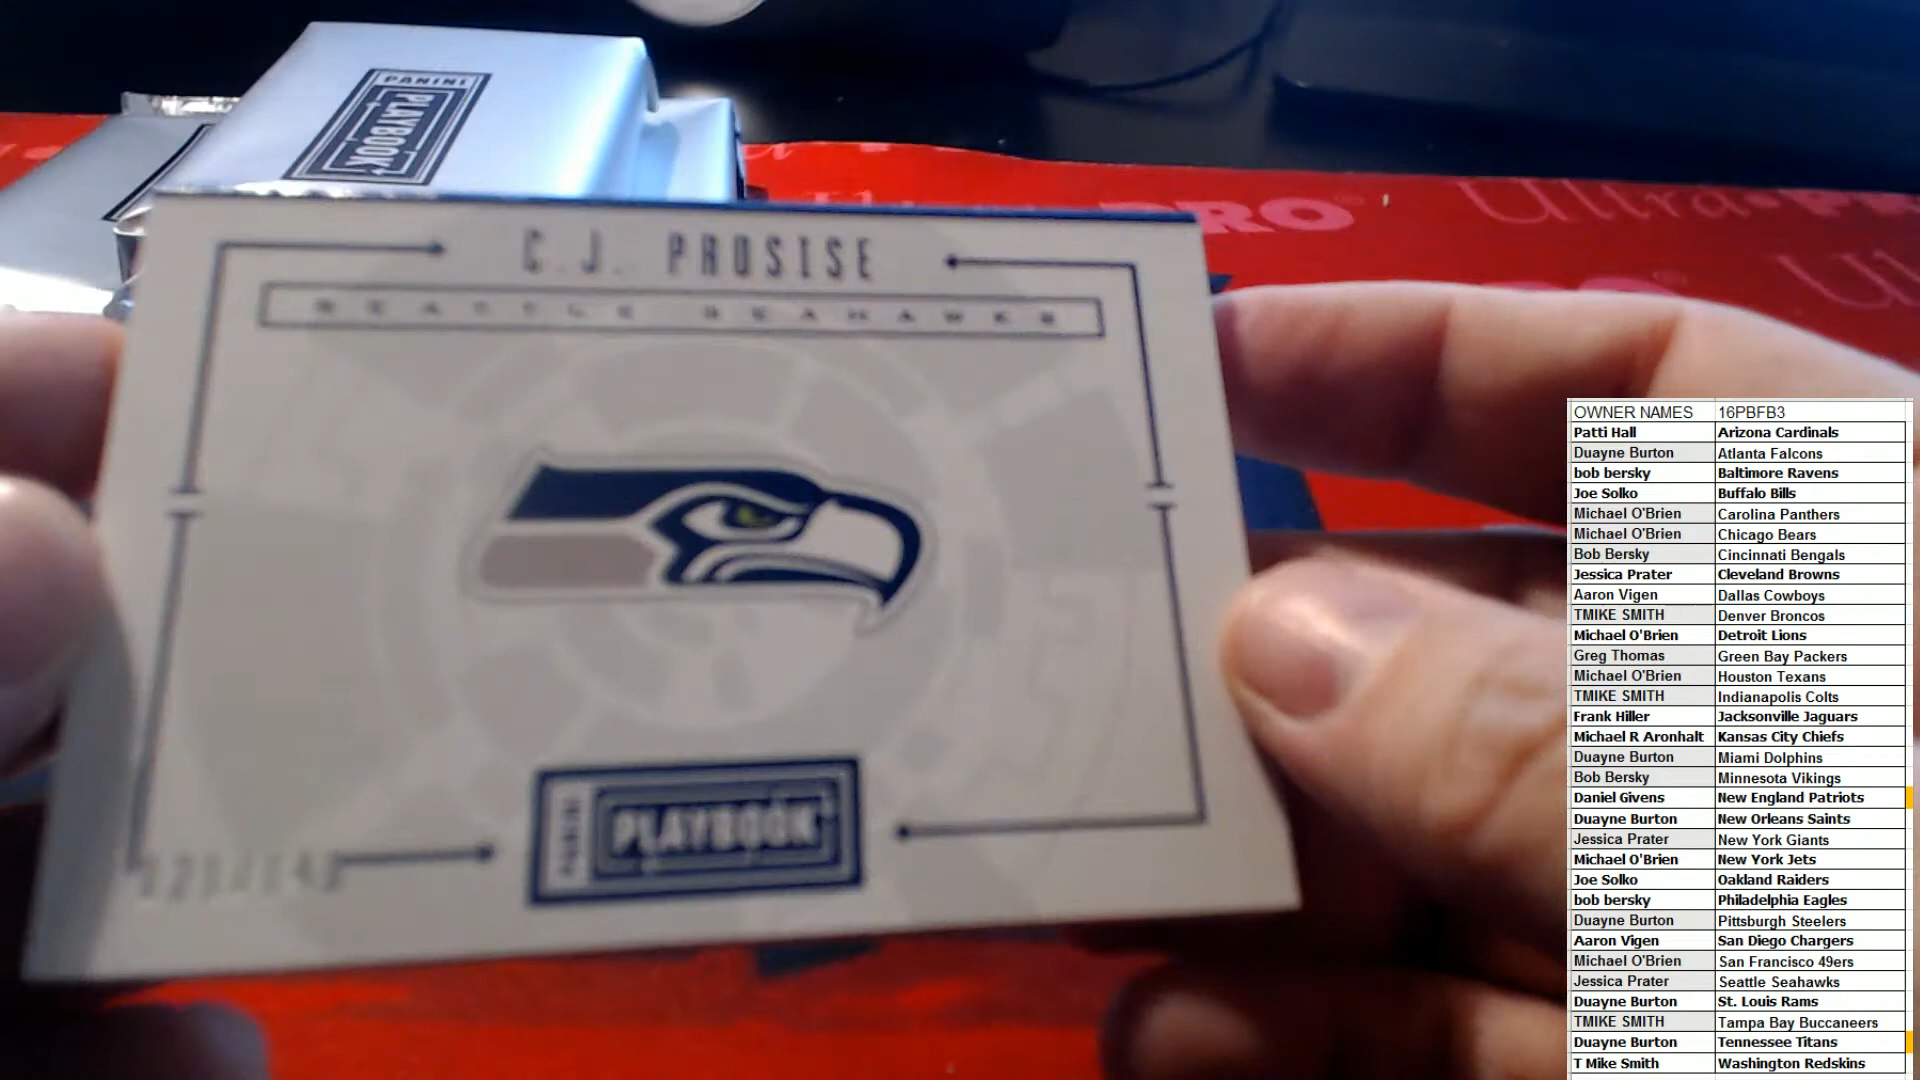 PANINI
PLAYBOOK
Ultra PRO®
C.J. PROSISE
SEATTLE SEAHAWKS
PANINI
PLAYBOOK
OWNER NAMES 16PBFB3
Patti Hall Arizona Cardinals
Duayne Burton Atlanta Falcons
bob bersky Baltimore Ravens
Joe Solko Buffalo Bills
Michael O'Brien Carolina Panthers
Michael O'Brien Chicago Bears
Bob Bersky Cincinnati Bengals
Jessica Prater Cleveland Browns
Aaron Vigen Dallas Cowboys
TMIKE SMITH Denver Broncos
Michael O'Brien Detroit Lions
Greg Thomas Green Bay Packers
Michael O'Brien Houston Texans
TMIKE SMITH Indianapolis Colts
Frank Hiller Jacksonville Jaguars
Michael R Aronhalt Kansas City Chiefs
Duayne Burton Miami Dolphins
Bob Bersky Minnesota Vikings
Daniel Givens New England Patriots
Duayne Burton New Orleans Saints
Jessica Prater New York Giants
Michael O'Brien New York Jets
Joe Solko Oakland Raiders
bob bersky Philadelphia Eagles
Duayne Burton Pittsburgh Steelers
Aaron Vigen San Diego Chargers
Michael O'Brien San Francisco 49ers
Jessica Prater Seattle Seahawks
Duayne Burton St. Louis Rams
TMIKE SMITH Tampa Bay Buccaneers
Duayne Burton Tennessee Titans
T Mike Smith Washington Redskins